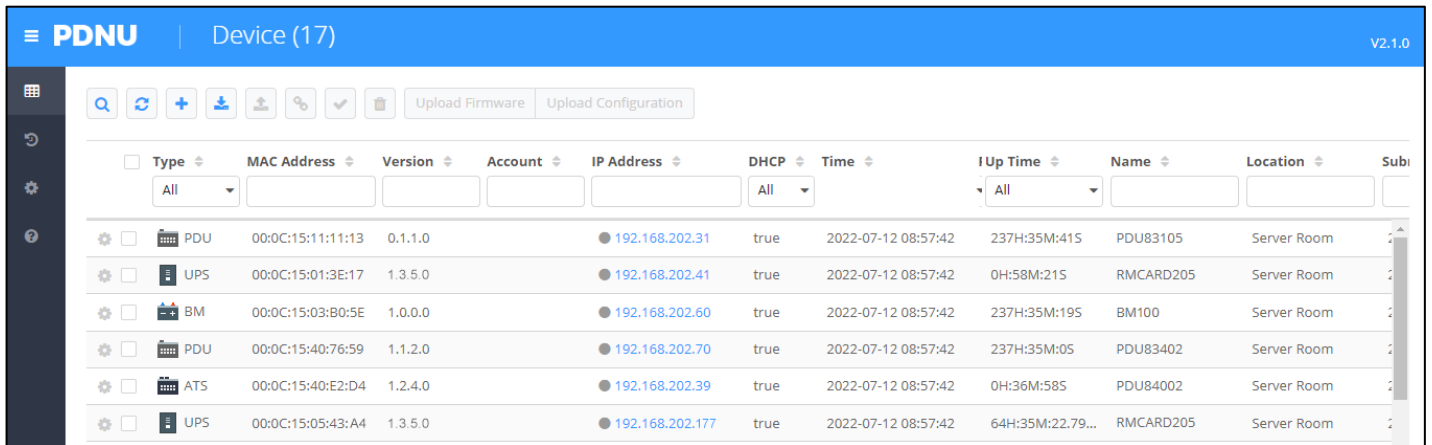 PDNU Device (17)
V2.1.0
Upload Firmware Upload Configuration
Type MAC Address Version Account IP Address DHCP Time Up Time Name Location
All All All
PDU 00:0C:15:11:11:13 0.1.1.0 192.168.202.31 true 2022-07-12 08:57:42 237H:35M:41S PDU83105 Server Room
UPS 00:0C:15:01:3E:17 1.3.5.0 192.168.202.41 true 2022-07-12 08:57:42 0H:58M:21S RMCARD205 Server Room
BM 00:0C:15:03:B0:5E 1.0.0.0 192.168.202.60 true 2022-07-12 08:57:42 237H:35M:19S BM100 Server Room
PDU 00:0C:15:40:76:59 1.1.2.0 192.168.202.70 true 2022-07-12 08:57:42 237H:35M:0S PDU83402 Server Room
ATS 00:0C:15:40:E2:D4 1.2.4.0 192.168.202.39 true 2022-07-12 08:57:42 0H:36M:58S PDU84002 Server Room
UPS 00:0C:15:05:43:A4 1.3.5.0 192.168.202.177 true 2022-07-12 08:57:42 64H:35M:22.79... RMCARD205 Server Room